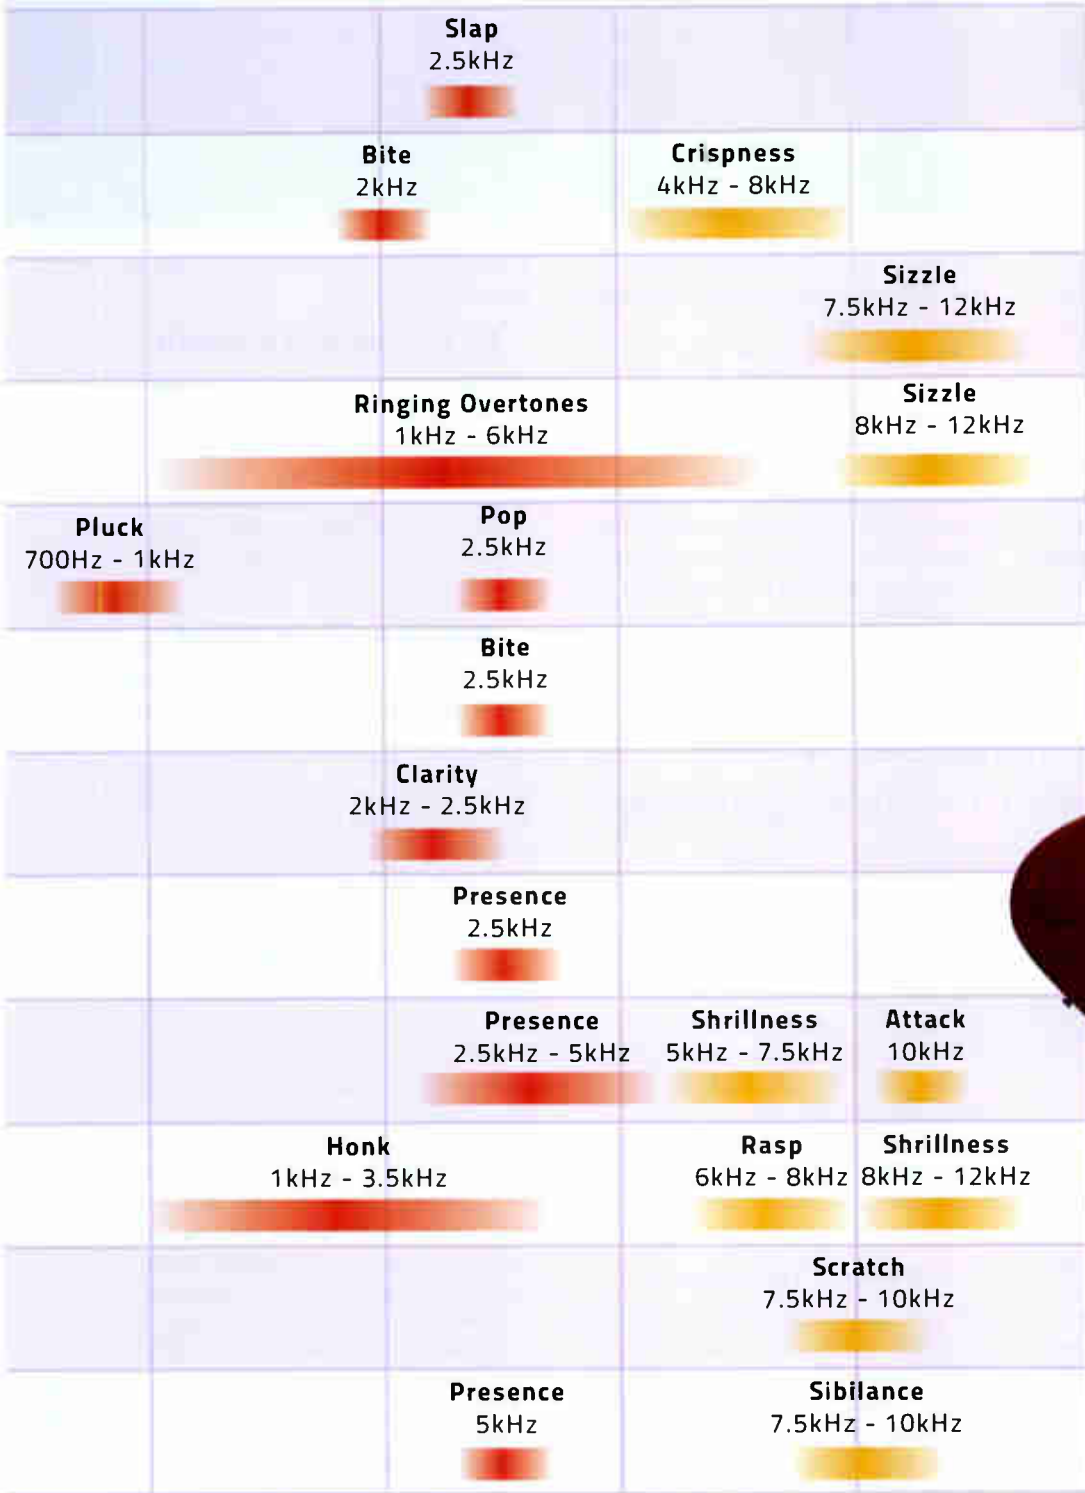 Slap
2.5kHz
Bite
2kHz
Crispness
4kHz - 8kHz
Sizzle
7.5kHz - 12kHz
Ringing Overtones
1kHz - 6kHz
Sizzle
8kHz - 12kHz
Pluck
700Hz - 1kHz
Pop
2.5kHz
Bite
2.5kHz
Clarity
2kHz - 2.5kHz
Presence
2.5kHz
Presence
2.5kHz - 5kHz
Shrillness
5kHz - 7.5kHz
Attack
10kHz
Honk
1kHz - 3.5kHz
Rasp
6kHz - 8kHz
Shrillness
8kHz - 12kHz
Scratch
7.5kHz - 10kHz
Presence
5kHz
Sibilance
7.5kHz - 10kHz